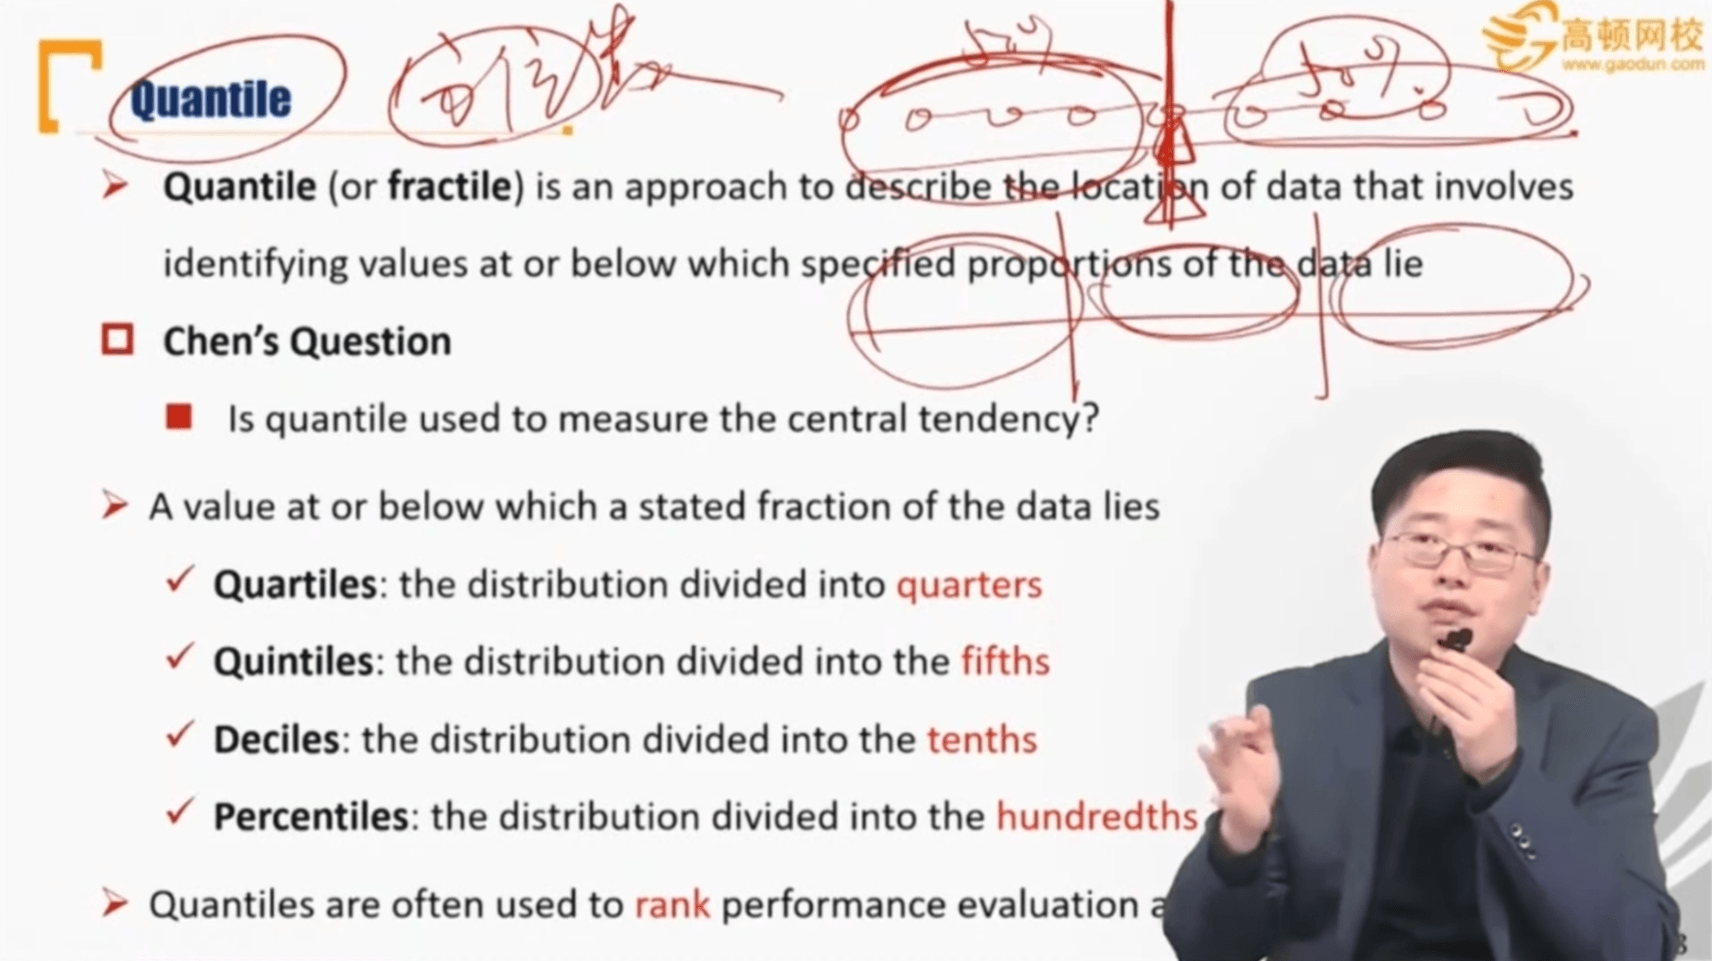 Quantile
50%
50%
高顿网校
www.gaodun.com
Quantile (or fractile) is an approach to describe the location of data that involves
identifying values at or below which specified proportions of the data lie
Chen’s Question
Is quantile used to measure the central tendency?
A value at or below which a stated fraction of the data lies
Quartiles: the distribution divided into quarters
Quintiles: the distribution divided into the fifths
Deciles: the distribution divided into the tenths
Percentiles: the distribution divided into the hundredths
Quantiles are often used to rank performance evaluation